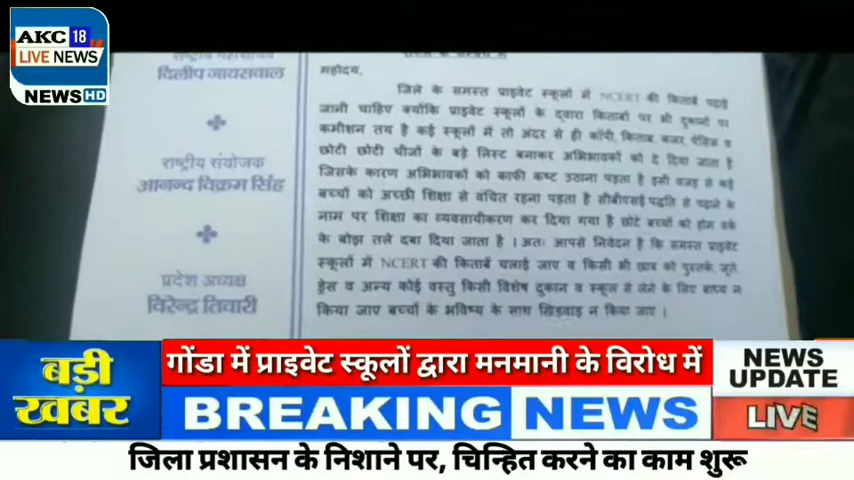 AKC 18
LIVE NEWS
NEWS HD
राष्ट्रीय महासचिव
दिलीप जायसवाल
राष्ट्रीय संयोजक
आनन्द विक्रम सिंह
प्रदेश अध्यक्ष
विरेन्द्र तिवारी
महोदय,
जिले के समस्त प्राइवेट स्कूलों में NCERT की किताबें पढ़ाई
जानी चाहिए क्योंकि प्राइवेट स्कूलों के द्वारा किताबों पर भी दुकानों पर
कमीशन तय है कई स्कूलों में तो अंदर से ही कॉपी, किताब, कलर, पेंसिल व
छोटी छोटी चीजों के बड़े लिस्ट बनाकर अभिभावकों को दे दिया जाता है
जिसके कारण अभिभावकों को काफी कष्ट उठाना पड़ता है इसी वजह से कई
बच्चों को अच्छी शिक्षा से वंचित रहना पड़ता है सीबीएसई पद्धति से पढ़ाने के
नाम पर शिक्षा का व्यवसायीकरण कर दिया गया है छोटे बच्चों को होम वर्क
के बोझ तले दबा दिया जाता है । अतः आपसे निवेदन है कि समस्त प्राइवेट
स्कूलों में NCERT की किताबें चलाई जाए व किसी भी छात्र को पुस्तके, जूते,
ड्रेस व अन्य कोई वस्तु किसी विशेष दुकान व स्कूल से लेने के लिए बाध्य न
किया जाए बच्चों के भविष्य के साथ खिड़वाड़ न किया जाए ।
बड़ी
खबर
गोंडा में प्राइवेट स्कूलों द्वारा मनमानी के विरोध में
BREAKING NEWS
NEWS
UPDATE
LIVE
जिला प्रशासन के निशाने पर, चिन्हित करने का काम शुरू